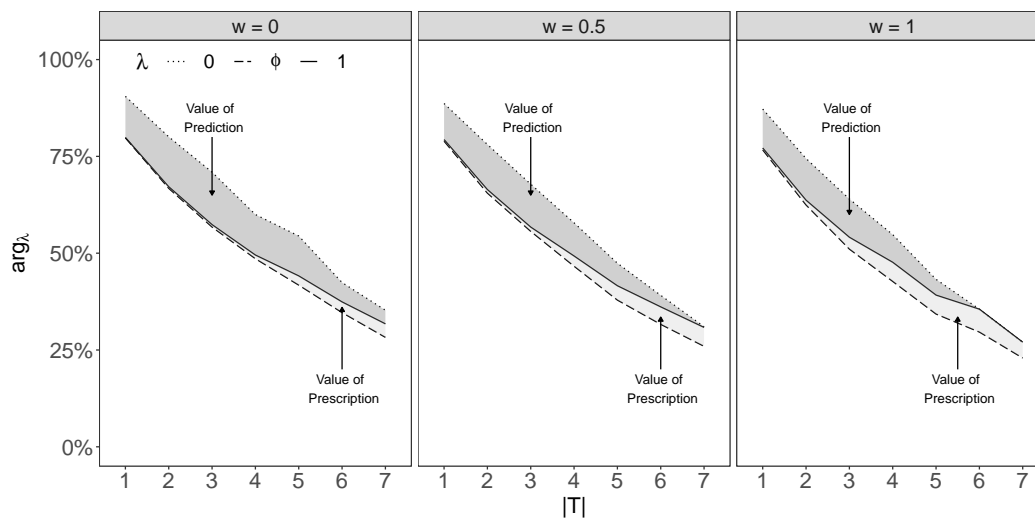 w = 0
w = 0.5
w = 1
λ 0 ϕ 1
100%
75%
50%
25%
0%
argλ
Value of
Prediction
Value of
Prescription
Value of
Prediction
Value of
Prescription
Value of
Prediction
Value of
Prescription
1 2 3 4 5 6 7
1 2 3 4 5 6 7
1 2 3 4 5 6 7
|T|